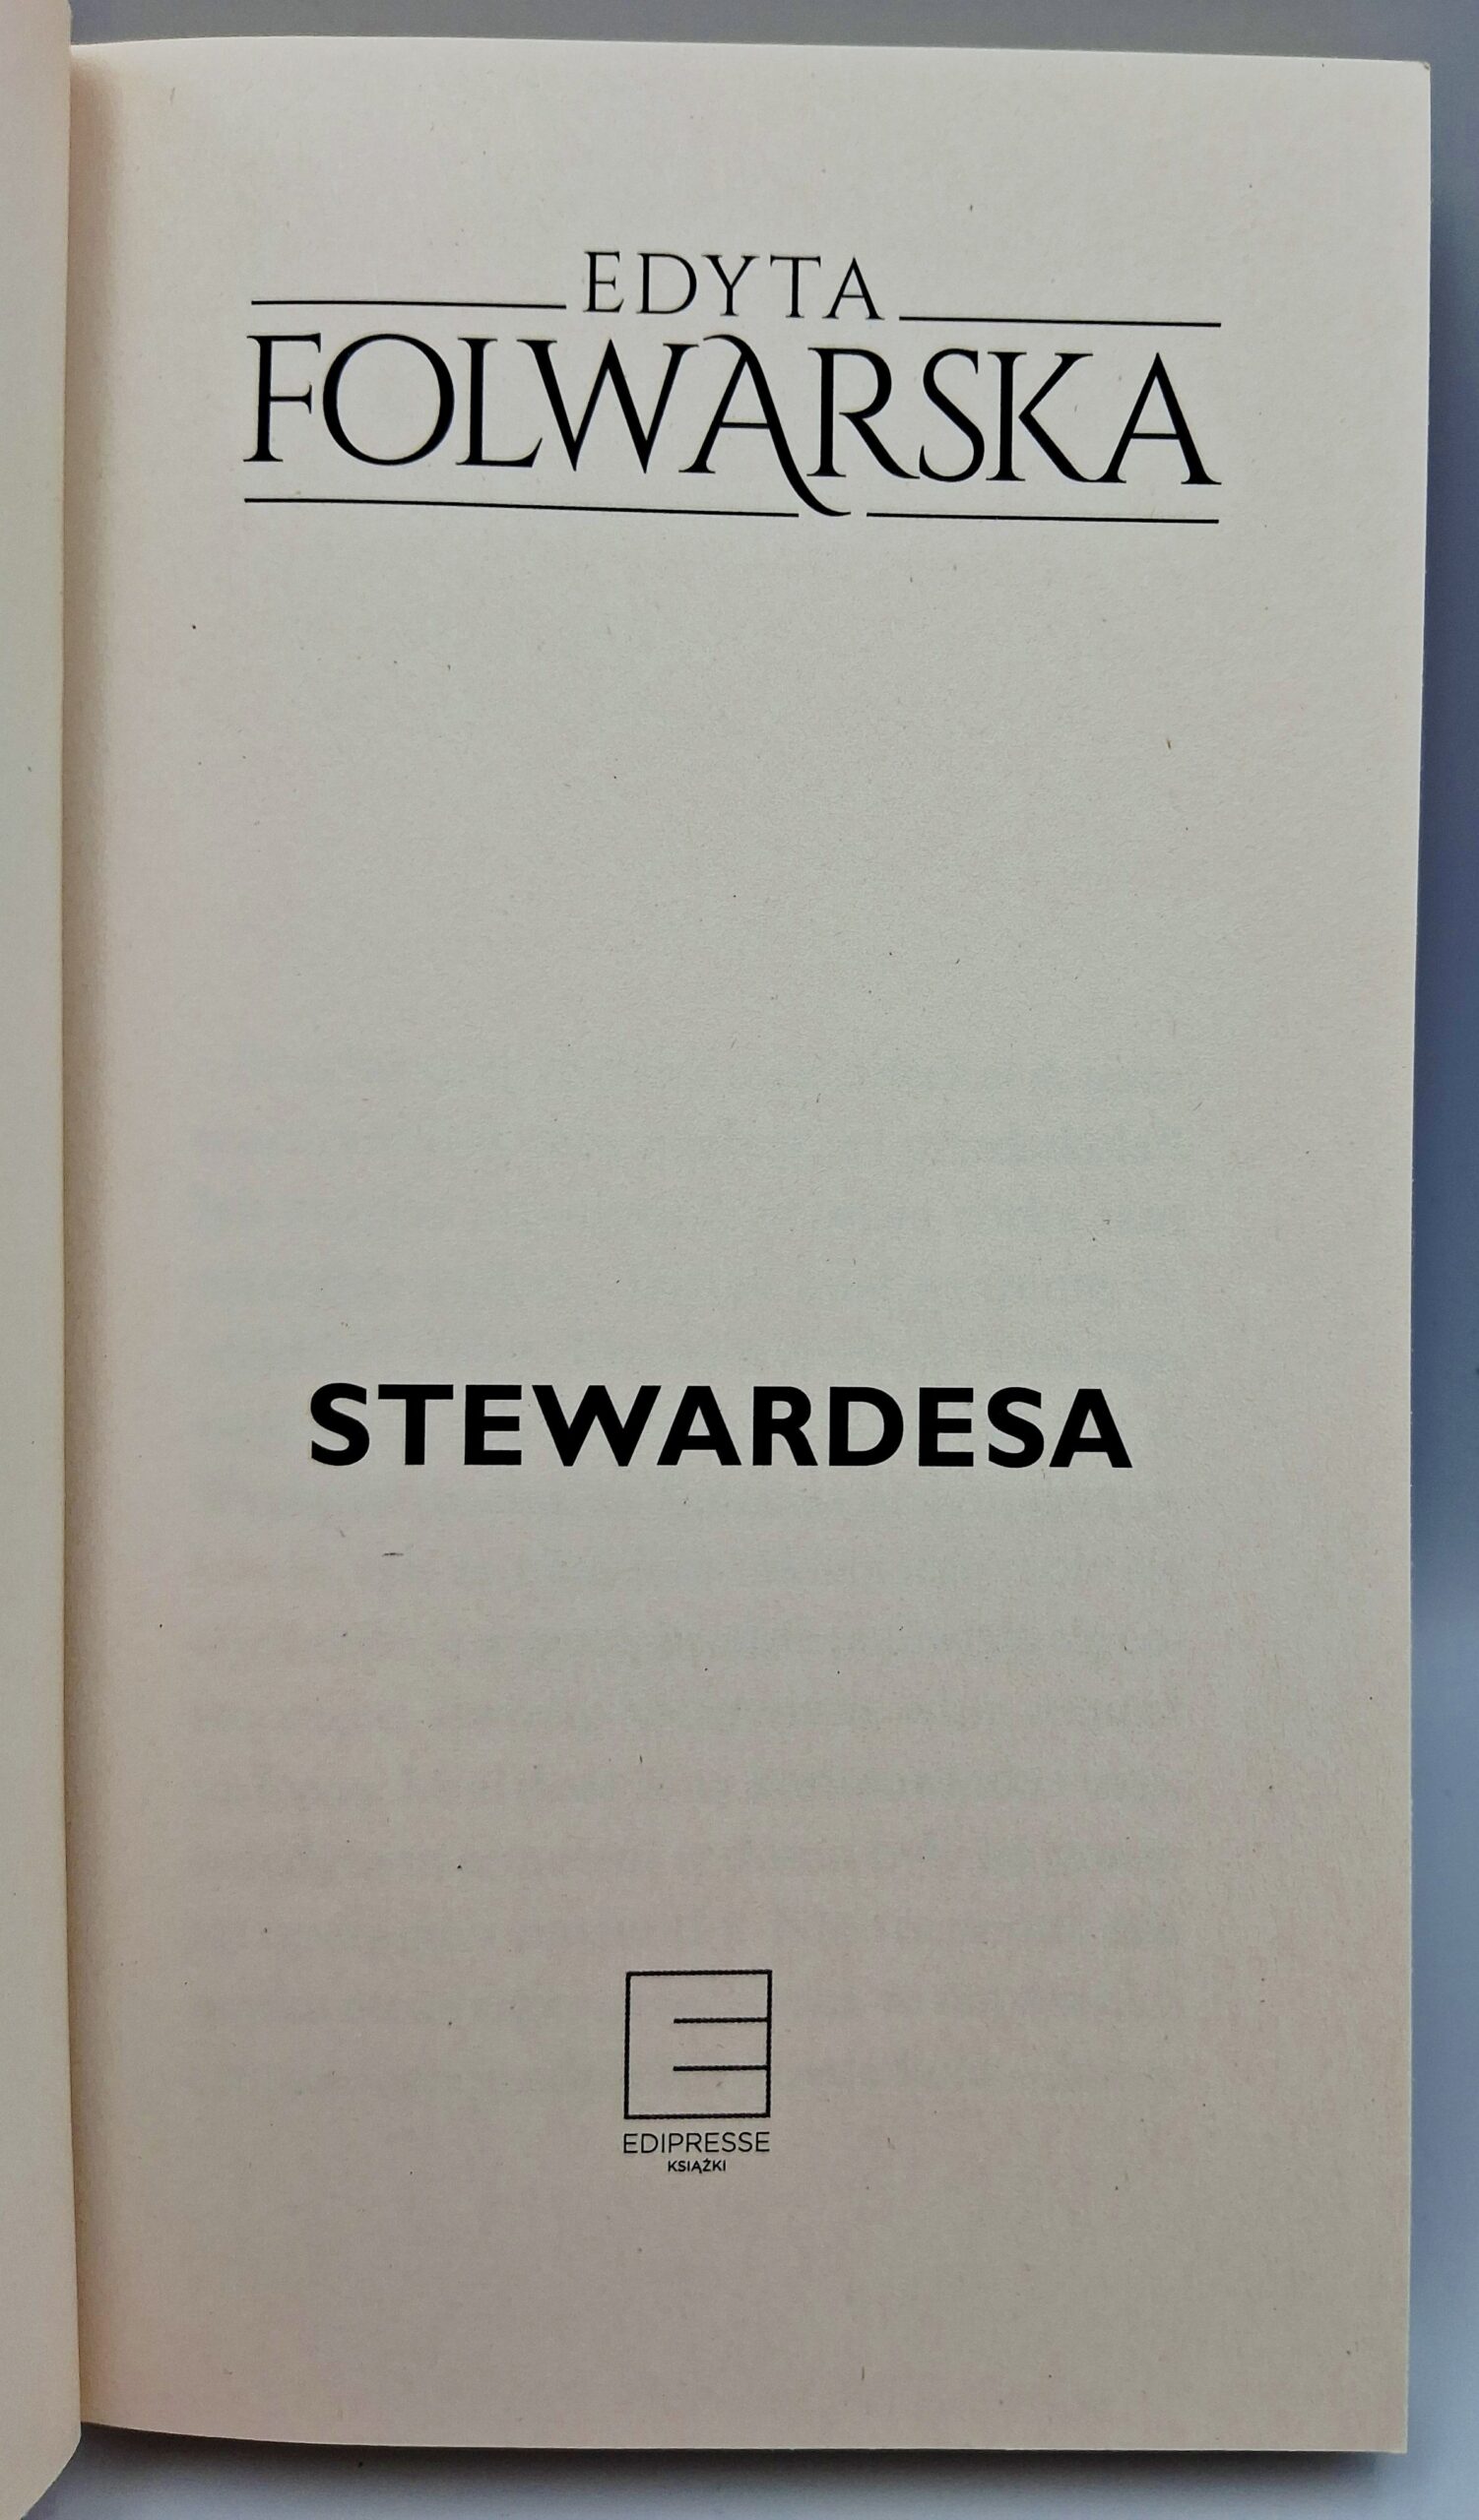 EDYTA
FOLWARSKA
STEWARDESA
E
EDIPRESSE
KSIĄŻKI